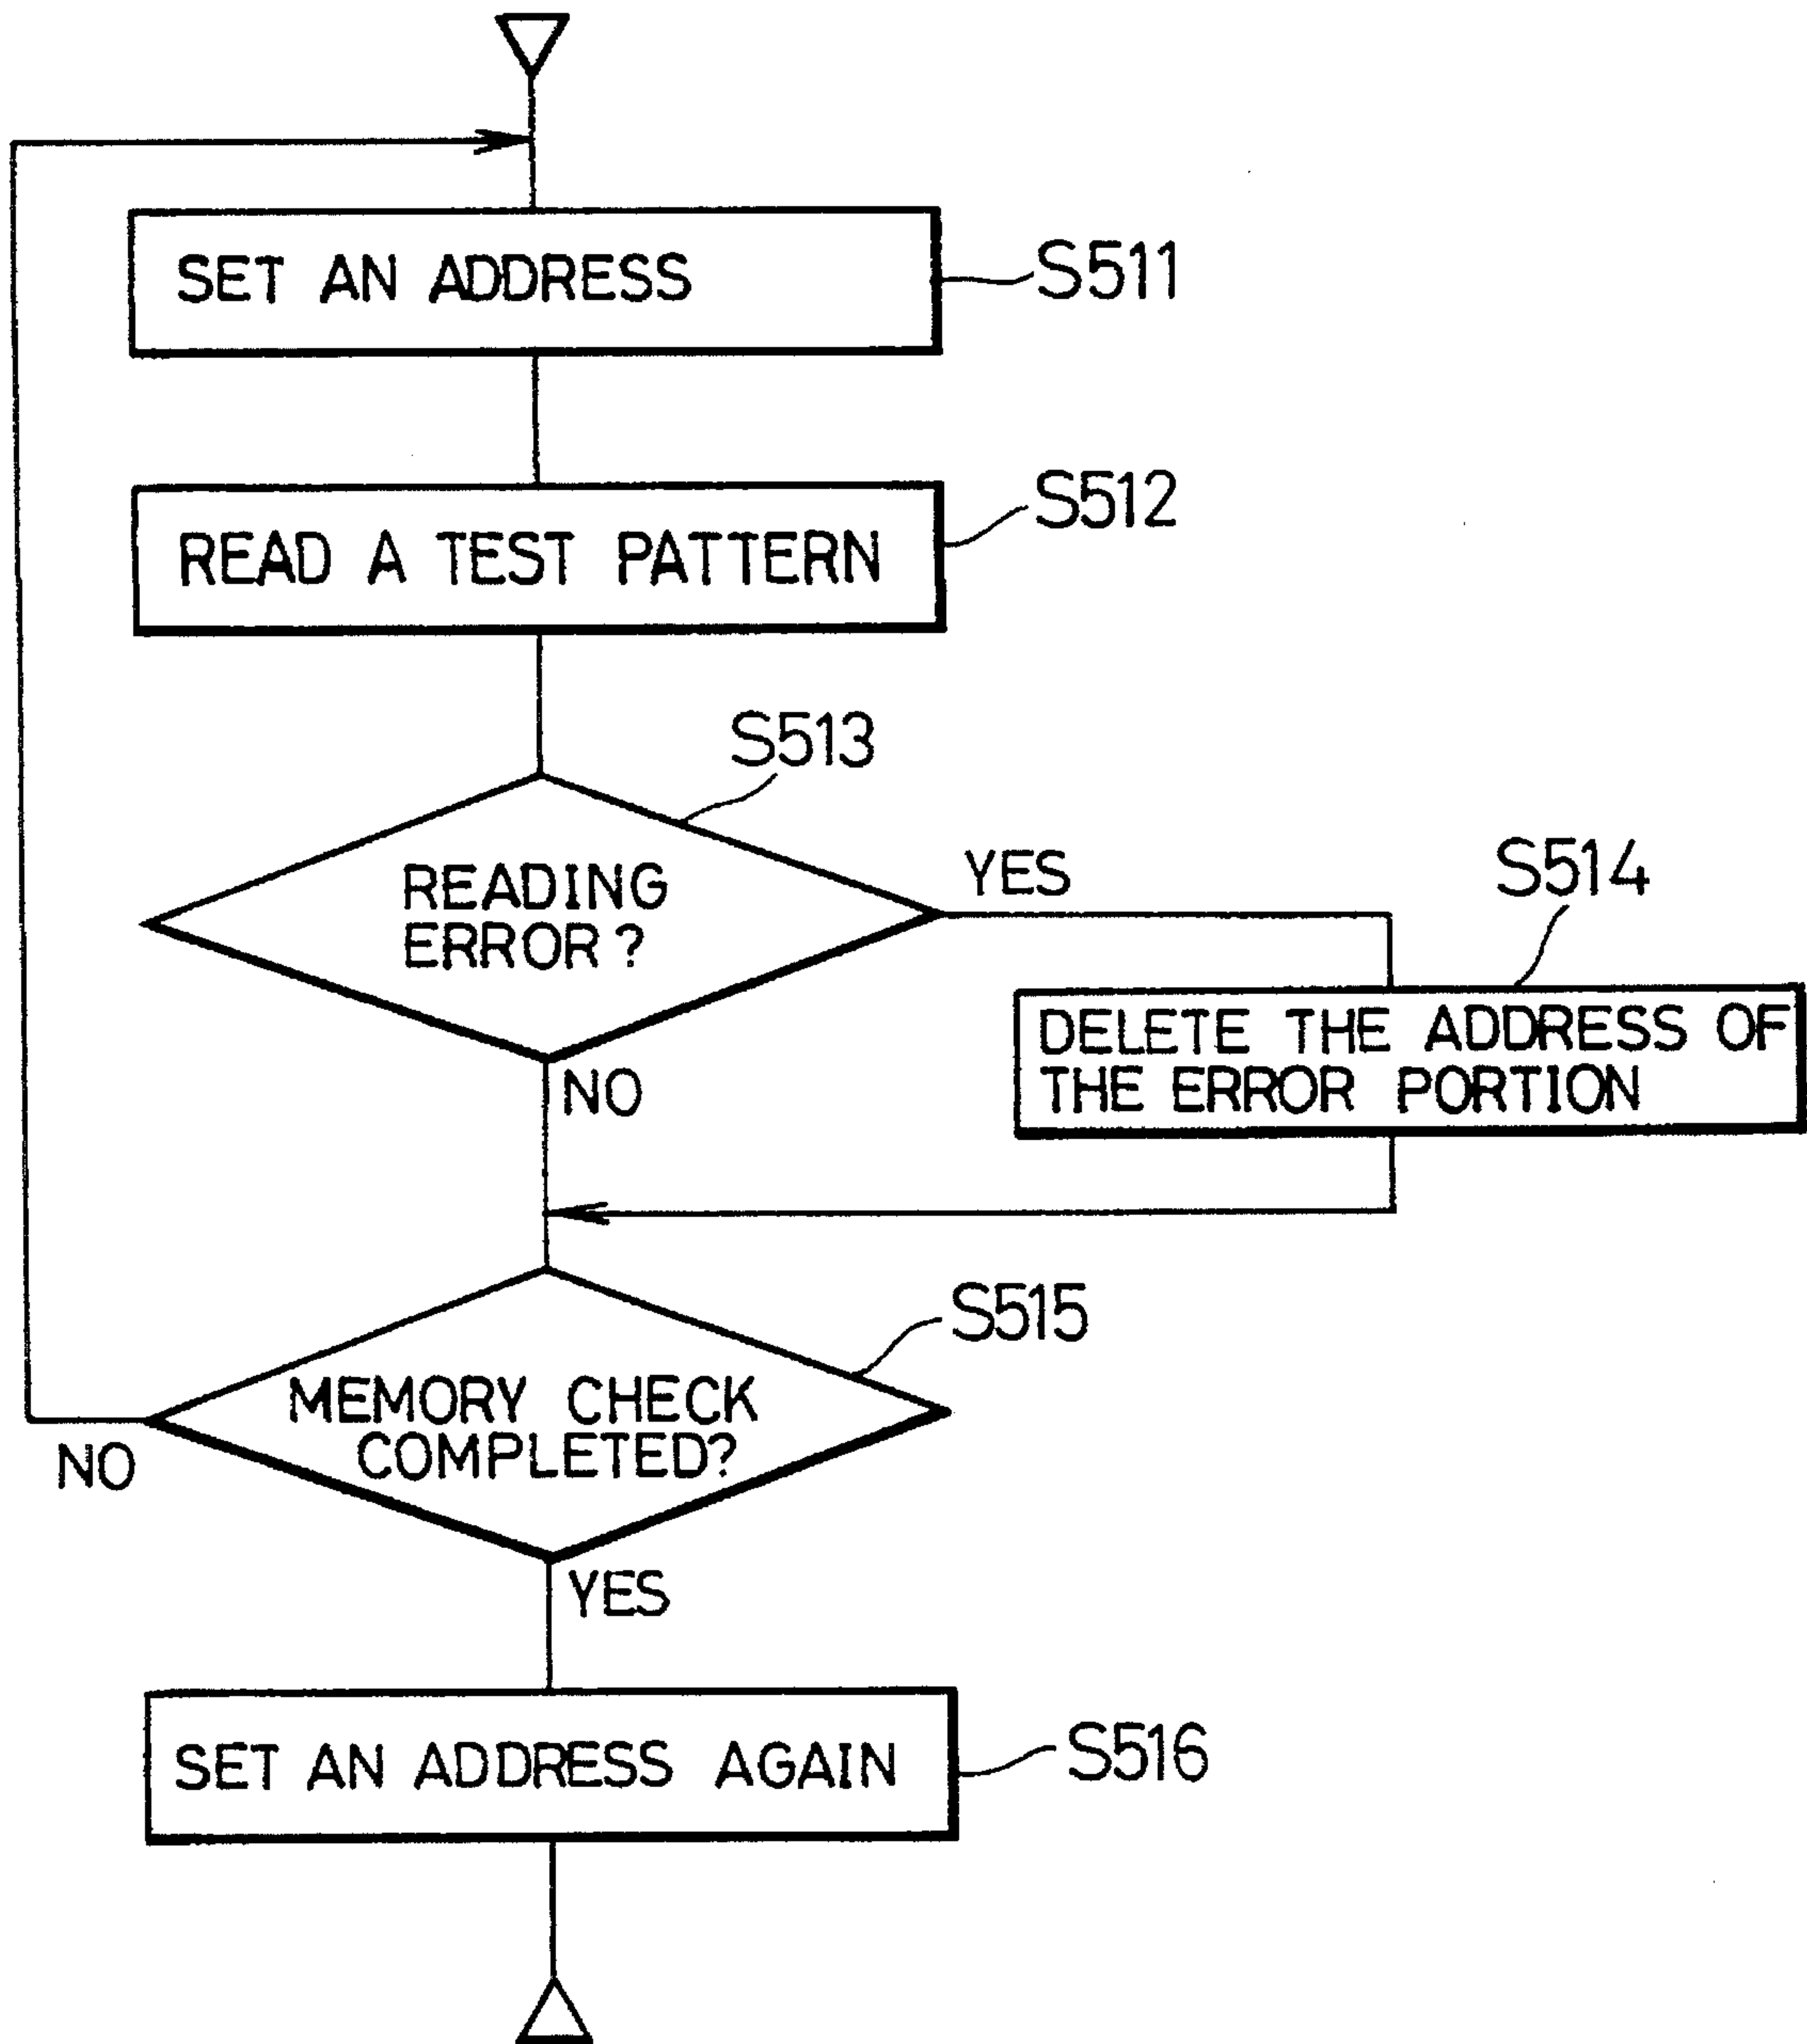 SET AN ADDRESS
S511
READ A TEST PATTERN
S512
S513
READING
ERROR?
YES
S514
DELETE THE ADDRESS OF
THE ERROR PORTION
NO
S515
MEMORY CHECK
COMPLETED?
NO
YES
SET AN ADDRESS AGAIN
S516